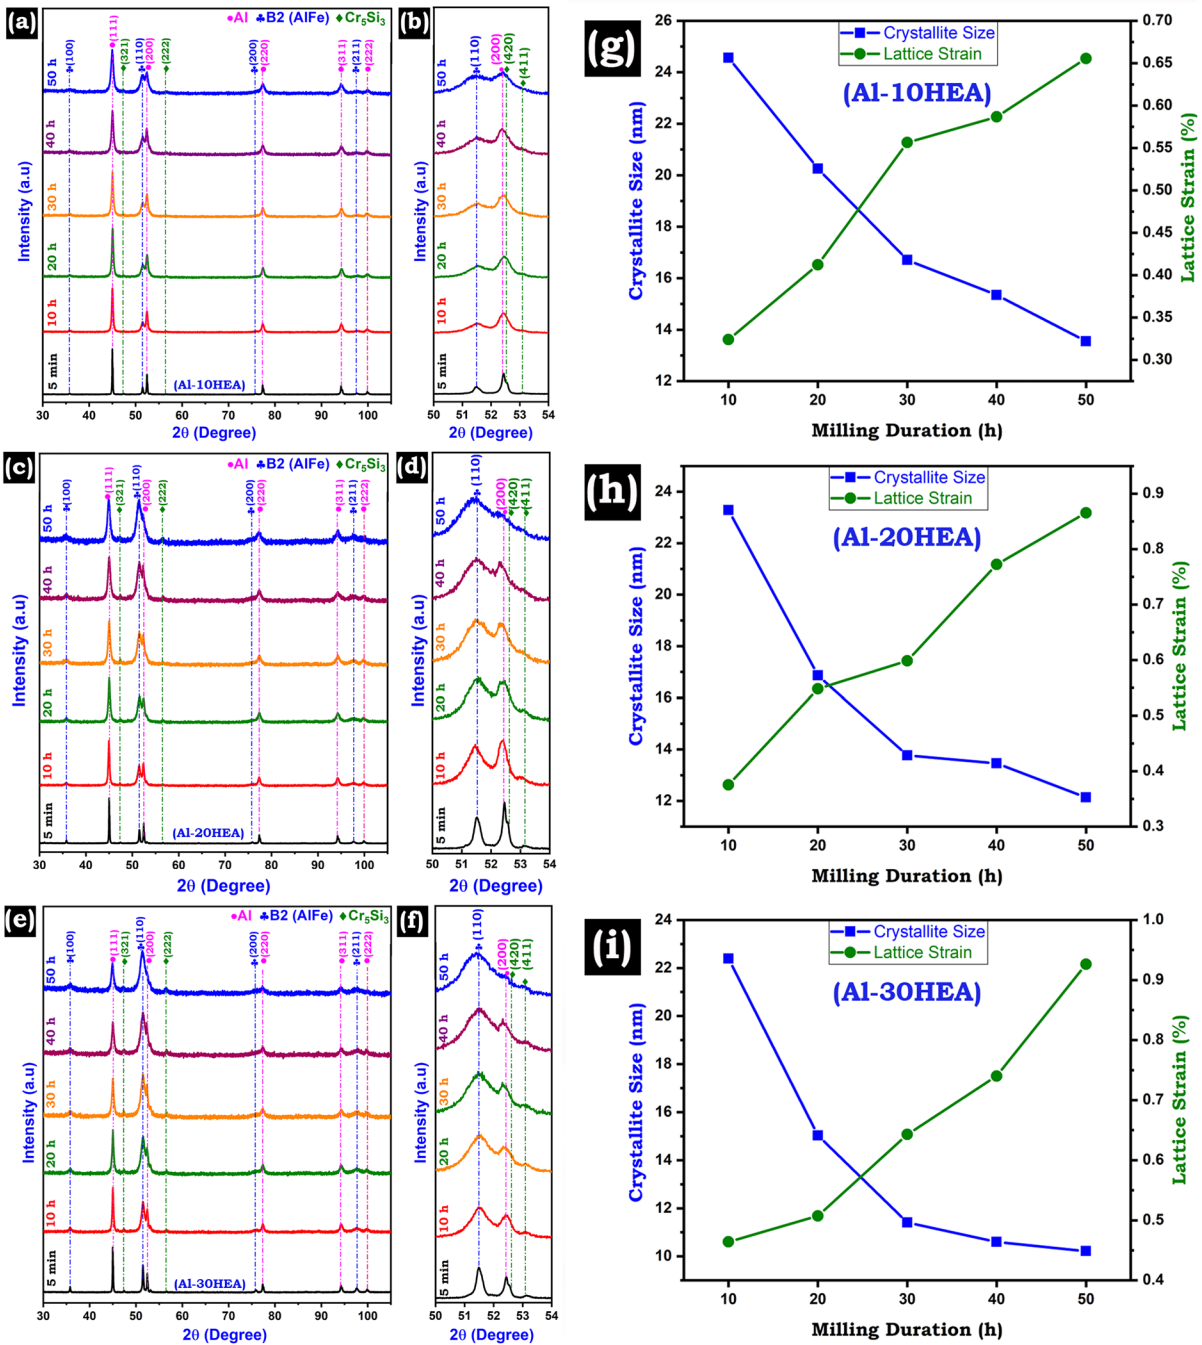 (a)
●Al ♣B2 (AlFe) ♦Cr5Si3
(100) (111) (321) (110) (200) (222) (200) (220) (311) (211) (222)
50 h
40 h
30 h
20 h
10 h
5 min
(Al-10HEA)
Intensity (a.u)
30 40 50 60 70 80 90 100
2θ (Degree)
(b)
(110) (200) (420) (411)
50 h
40 h
30 h
20 h
10 h
5 min
Intensity (a.u)
50 51 52 53 54
2θ (Degree)
(g)
Crystallite Size
Lattice Strain
(Al-10HEA)
Crystallite Size (nm)
26
24
22
20
18
16
14
12
Lattice Strain (%)
0.70
0.65
0.60
0.55
0.50
0.45
0.40
0.35
0.30
10 20 30 40 50
Milling Duration (h)
(c)
●Al ♣B2 (AlFe) ♦Cr5Si3
(100) (111) (321) (110) (200) (222) (200) (220) (311) (211) (222)
50 h
40 h
30 h
20 h
10 h
5 min
(Al-20HEA)
Intensity (a.u)
30 40 50 60 70 80 90 100
2θ (Degree)
(d)
(110) (200) (420) (411)
50 h
40 h
30 h
20 h
10 h
5 min
Intensity (a.u)
50 51 52 53 54
2θ (Degree)
(h)
Crystallite Size
Lattice Strain
(Al-20HEA)
Crystallite Size (nm)
24
22
20
18
16
14
12
Lattice Strain (%)
0.9
0.8
0.7
0.6
0.5
0.4
0.3
10 20 30 40 50
Milling Duration (h)
(e)
●Al ♣B2 (AlFe) ♦Cr5Si3
(100) (111) (321) (110) (200) (222) (200) (220) (311) (211) (222)
50 h
40 h
30 h
20 h
10 h
5 min
(Al-30HEA)
Intensity (a.u)
30 40 50 60 70 80 90 100
2θ (Degree)
(f)
(110) (200) (420) (411)
50 h
40 h
30 h
20 h
10 h
5 min
Intensity (a.u)
50 51 52 53 54
2θ (Degree)
(i)
Crystallite Size
Lattice Strain
(Al-30HEA)
Crystallite Size (nm)
24
22
20
18
16
14
12
10
Lattice Strain (%)
1.0
0.9
0.8
0.7
0.6
0.5
0.4
10 20 30 40 50
Milling Duration (h)